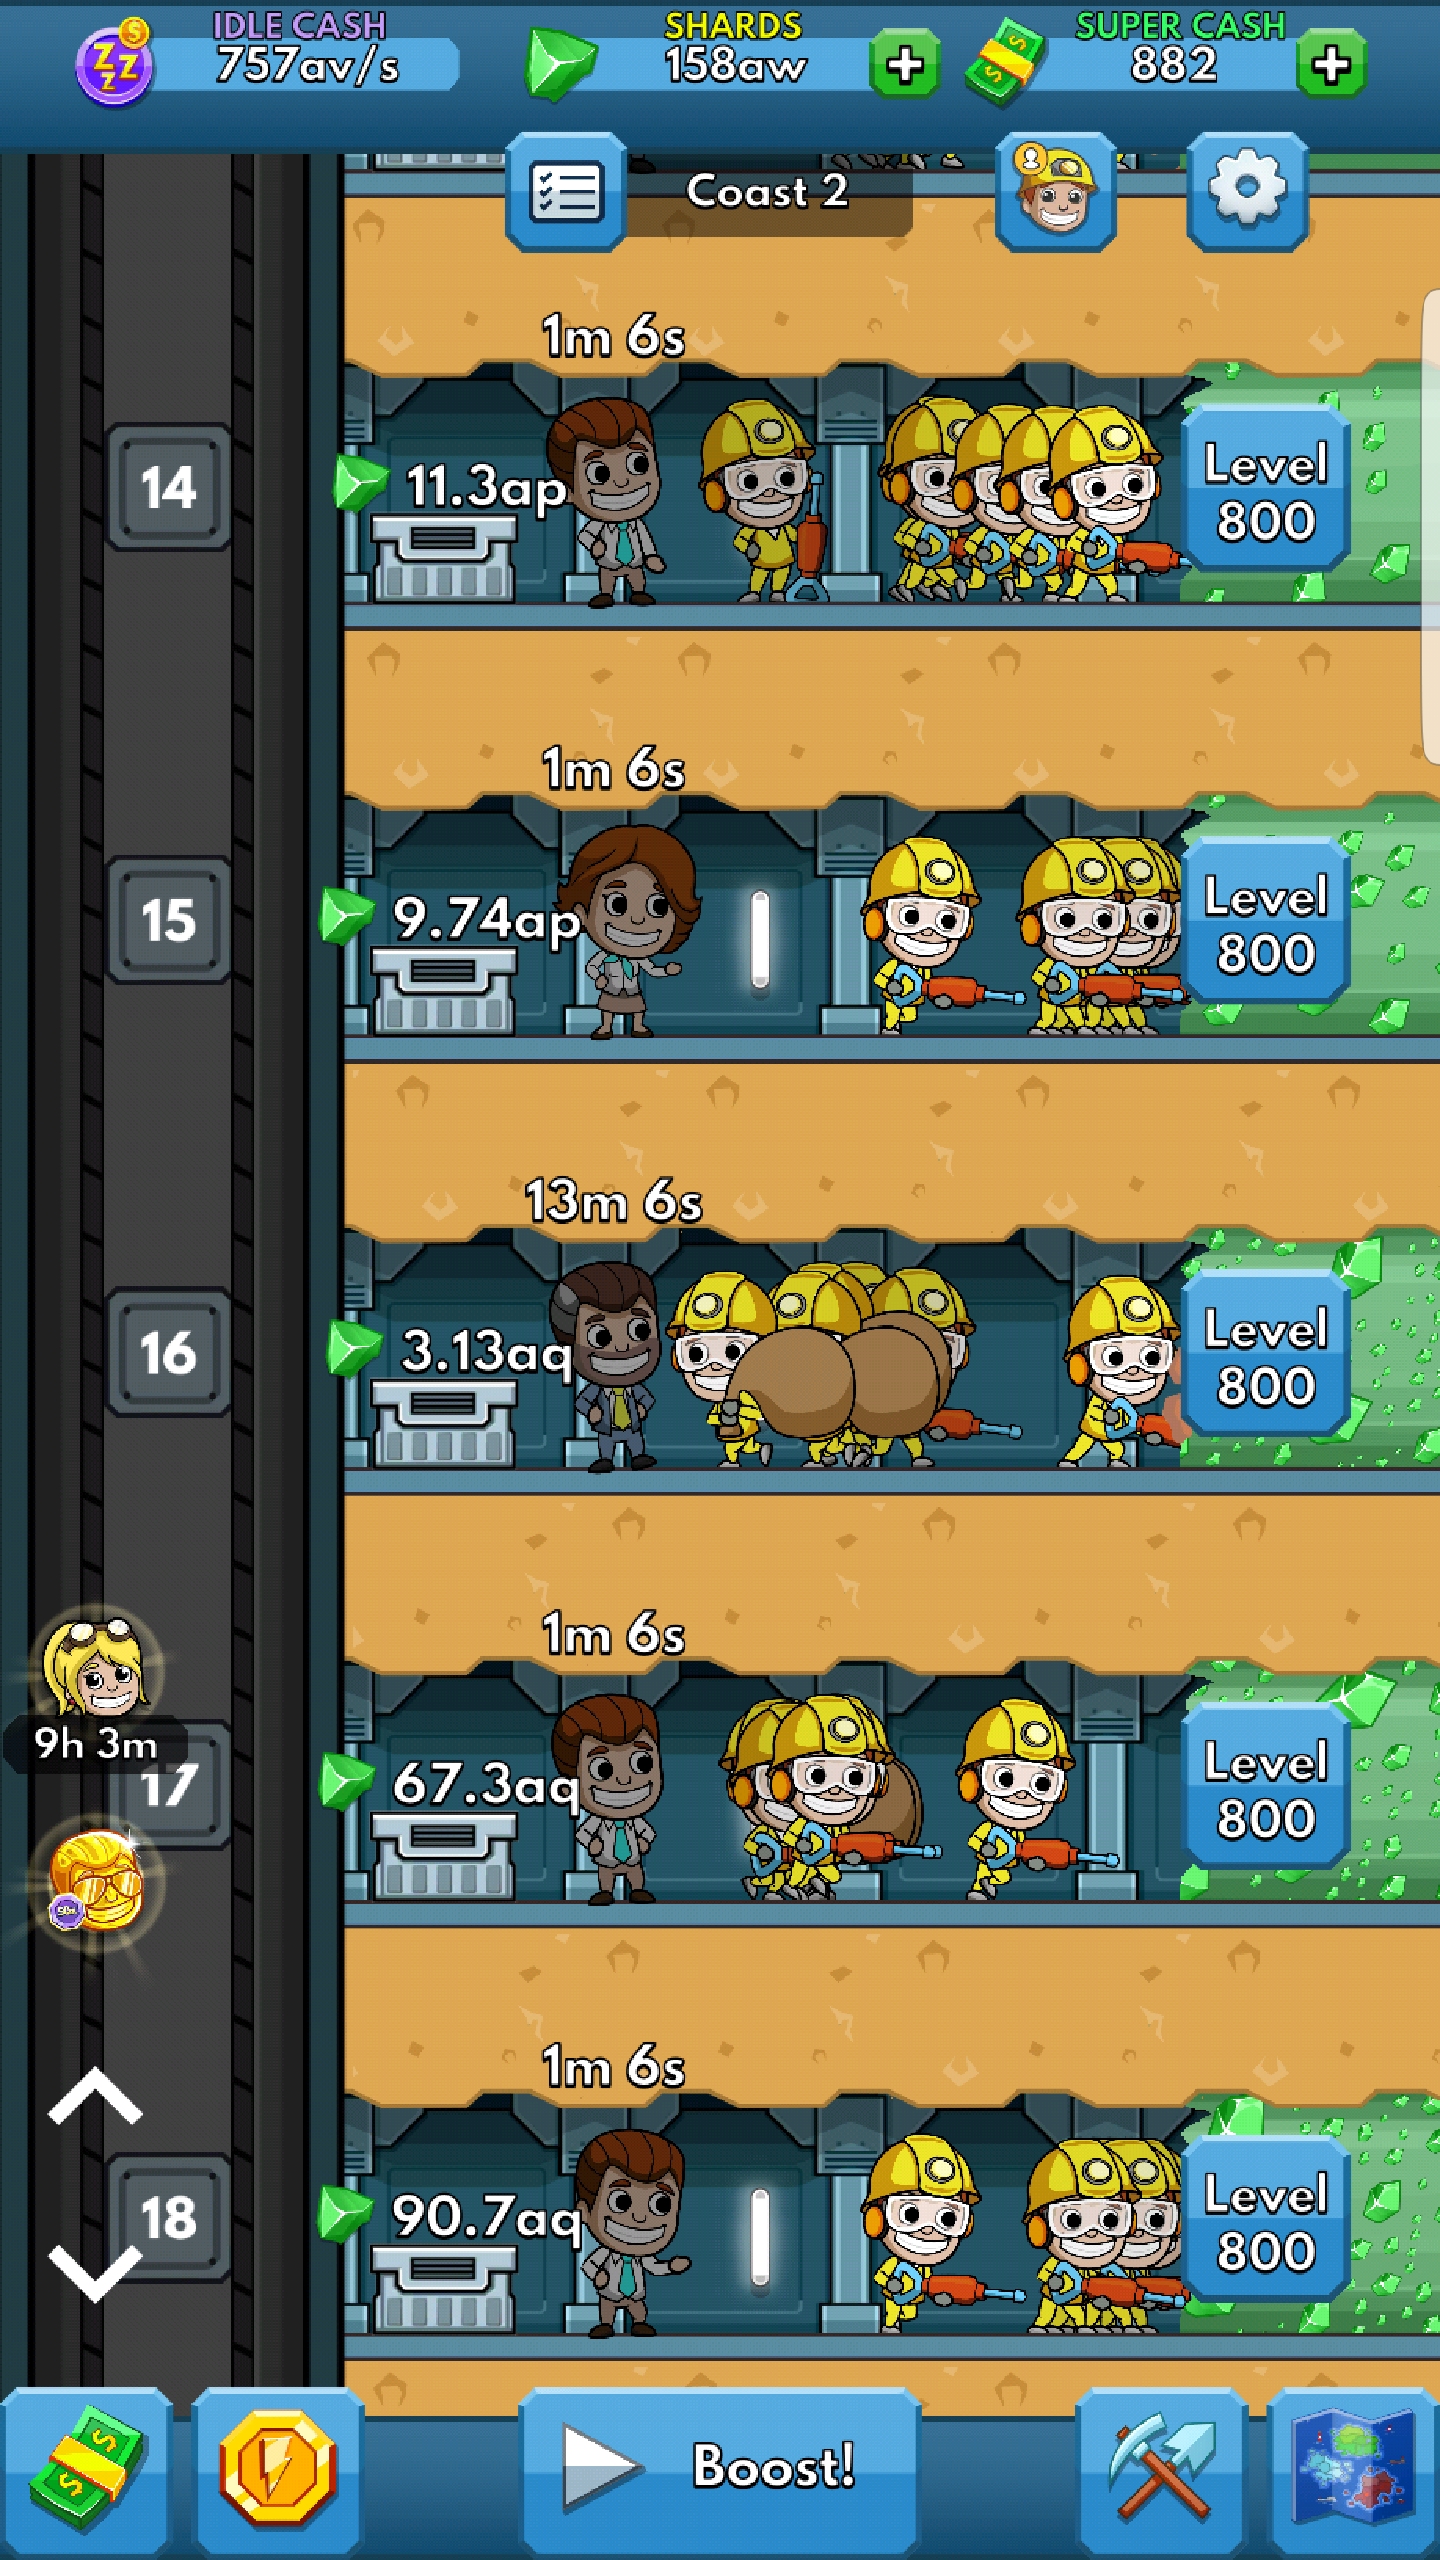 IDLE CASH
757av/s
SHARDS
158aw
SUPER CASH
882
Coast 2
1m 6s
14
11.3ap
Level
800
1m 6s
15
9.74ap
Level
800
13m 6s
16
3.13aq
Level
800
1m 6s
9h 3m
17
67.3aq
Level
800
1m 6s
18
90.7aq
Level
800
Boost!